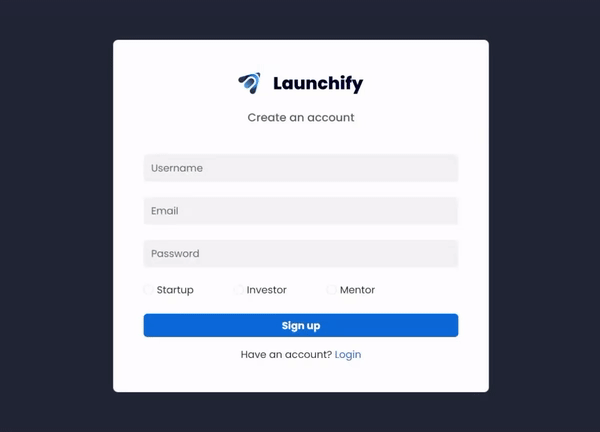 Launchify
Create an account
Username
Email
Password
Startup Investor Mentor
Sign up
Have an account? Login